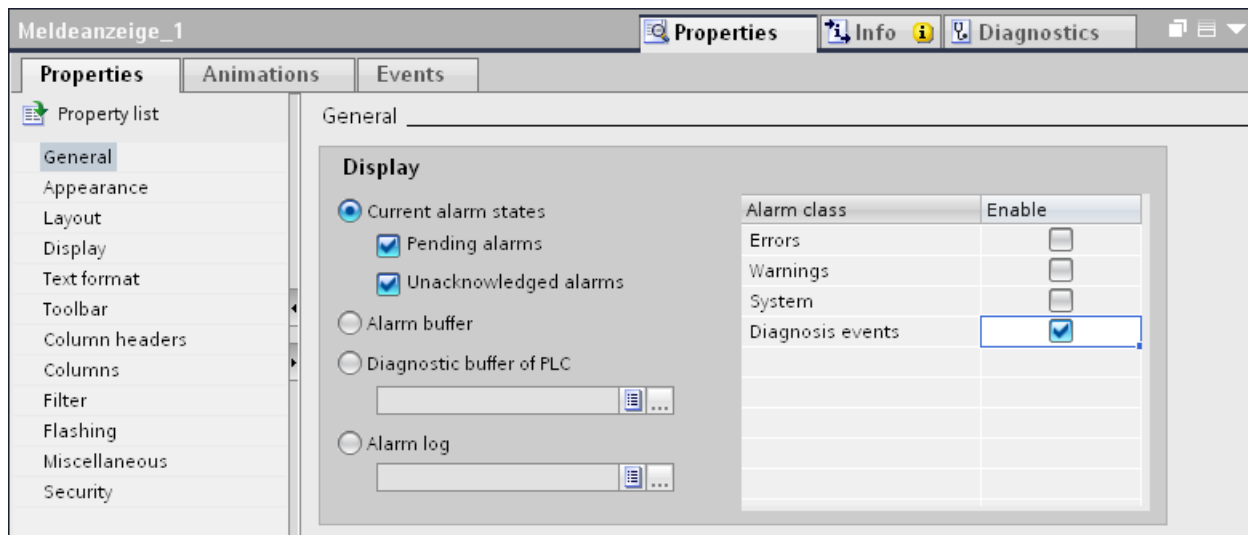 Meldeanzeige_1 Properties Info Diagnostics
Properties Animations Events
Property list
General
Appearance
Layout
Display
Text format
Toolbar
Column headers
Columns
Filter
Flashing
Miscellaneous
Security
General
Display
Current alarm states
Pending alarms
Unacknowledged alarms
Alarm buffer
Diagnostic buffer of PLC
...
Alarm log
...
Alarm class Enable
Errors
Warnings
System
Diagnosis events